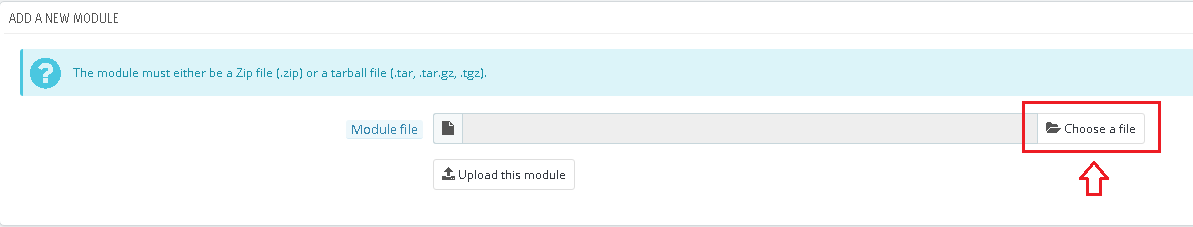 ADD A NEW MODULE
?
The module must either be a Zip file (.zip) or a tarball file (.tar, .tar.gz, .tgz).
Module file Choose a file
Upload this module